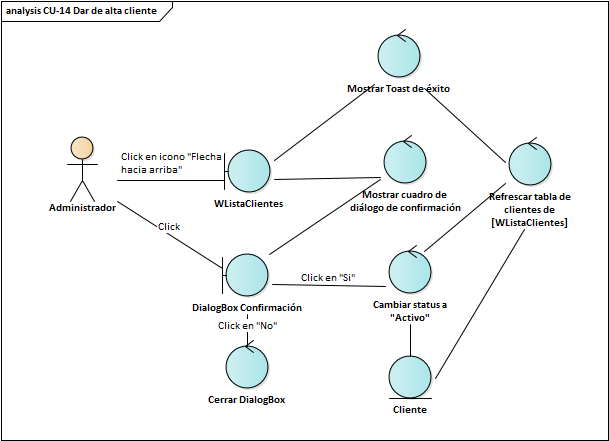 analysis CU-14 Dar de alta cliente
Mostrar Toast de éxito
Click en icono "Flecha
hacia arriba"
Administrador
WListaClientes
Mostrar cuadro de
diálogo de confirmación
Refrescar tabla de
clientes de
[WListaClientes]
Click
Click en "Si"
DialogBox Confirmación
Cambiar status a
"Activo"
Click en "No"
Cerrar DialogBox
Cliente